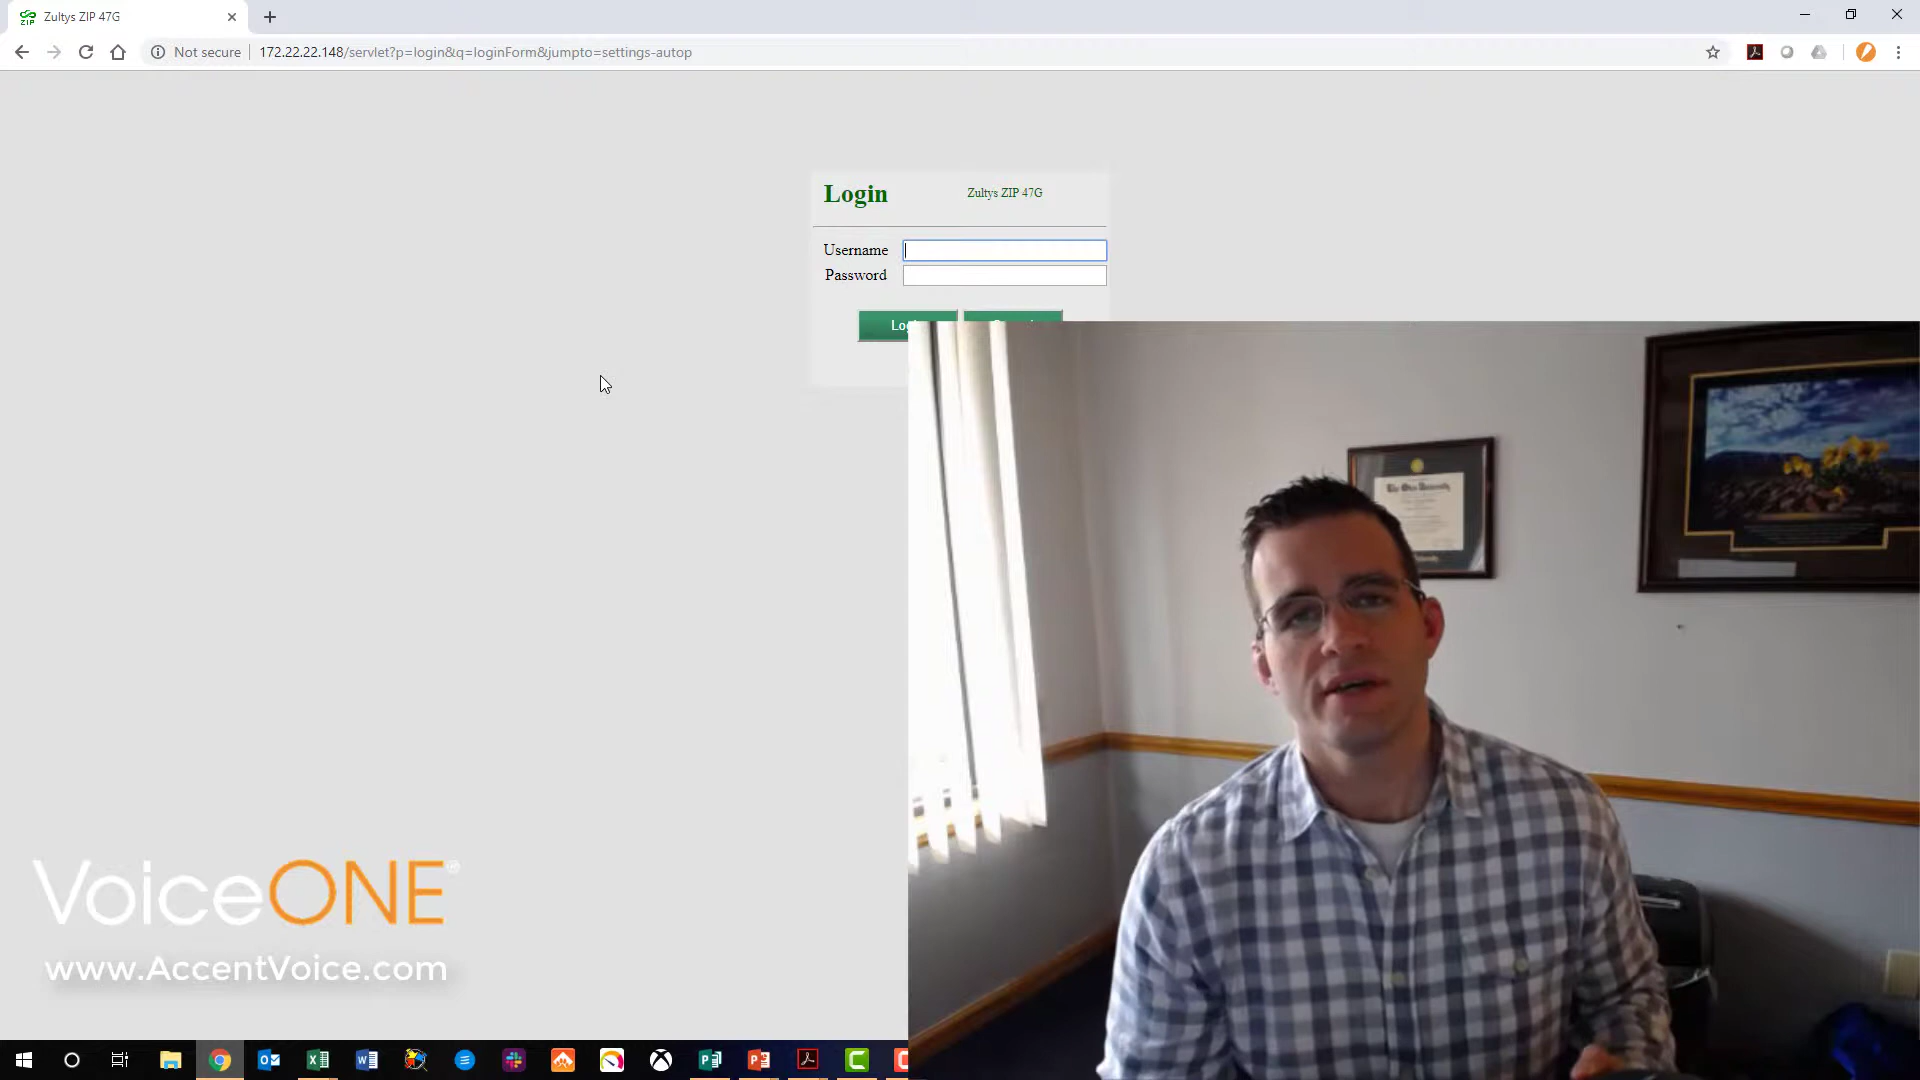 Zultys ZIP 47G
Not secure
172.22.22.148/servlet?p=login&q=loginForm&jumpto=settings-autop
Login
Zultys ZIP 47G
Username
Password
VoiceONE®
www.AccentVoice.com